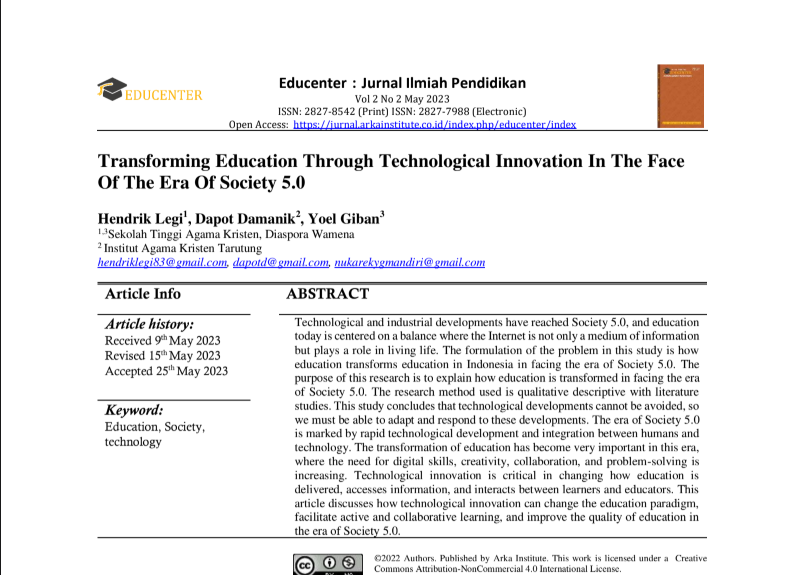 EDUCENTER
Educenter : Jurnal Ilmiah Pendidikan
Vol 2 No 2 May 2023
ISSN: 2827-8542 (Print) ISSN: 2827-7988 (Electronic)
Open Access: https://jurnal.arkainstitute.co.id/index.php/educenter/index
Transforming Education Through Technological Innovation In The Face
Of The Era Of Society 5.0
Hendrik Legi1, Dapot Damanik2, Yoel Giban3
1,3Sekolah Tinggi Agama Kristen, Diaspora Wamena
2 Institut Agama Kristen Tarutung
hendriklegi83@gmail.com, dapotd@gmail.com, nukarekygmandiri@gmail.com
Article Info
Article history:
Received 9th May 2023
Revised 15th May 2023
Accepted 25th May 2023
Keyword:
Education, Society,
technology
ABSTRACT
Technological and industrial developments have reached Society 5.0, and education
today is centered on a balance where the Internet is not only a medium of information
but plays a role in living life. The formulation of the problem in this study is how
education transforms education in Indonesia in facing the era of Society 5.0. The
purpose of this research is to explain how education is transformed in facing the era
of Society 5.0. The research method used is qualitative descriptive with literature
studies. This study concludes that technological developments cannot be avoided, so
we must be able to adapt and respond to these developments. The era of Society 5.0
is marked by rapid technological development and integration between humans and
technology. The transformation of education has become very important in this era,
where the need for digital skills, creativity, collaboration, and problem-solving is
increasing. Technological innovation is critical in changing how education is
delivered, accesses information, and interacts between learners and educators. This
article discusses how technological innovation can change the education paradigm,
facilitate active and collaborative learning, and improve the quality of education in
the era of Society 5.0.
cc
©2022 Authors. Published by Arka Institute. This work is licensed under a Creative
Commons Attribution-NonCommercial 4.0 International License.